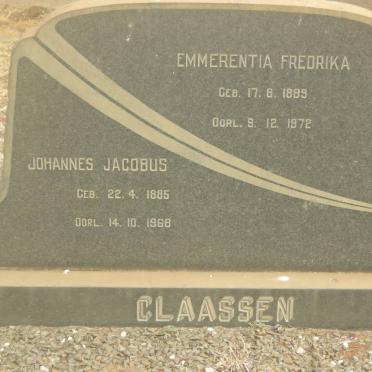 EMMERENTIA FREDRIKA
GEB. 17. 8. 1889
OORL. 9. 12. 1972
JOHANNES JACOBUS
GEB. 22. 4. 1885
OORL. 14. 10. 1968
CLAASSEN